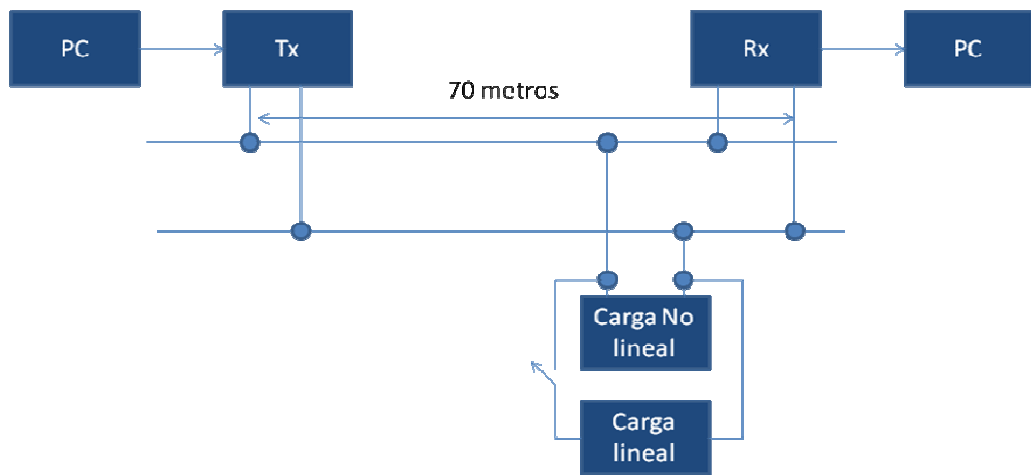 PC
Tx
Rx
PC
70 metros
Carga No
lineal
Carga
lineal